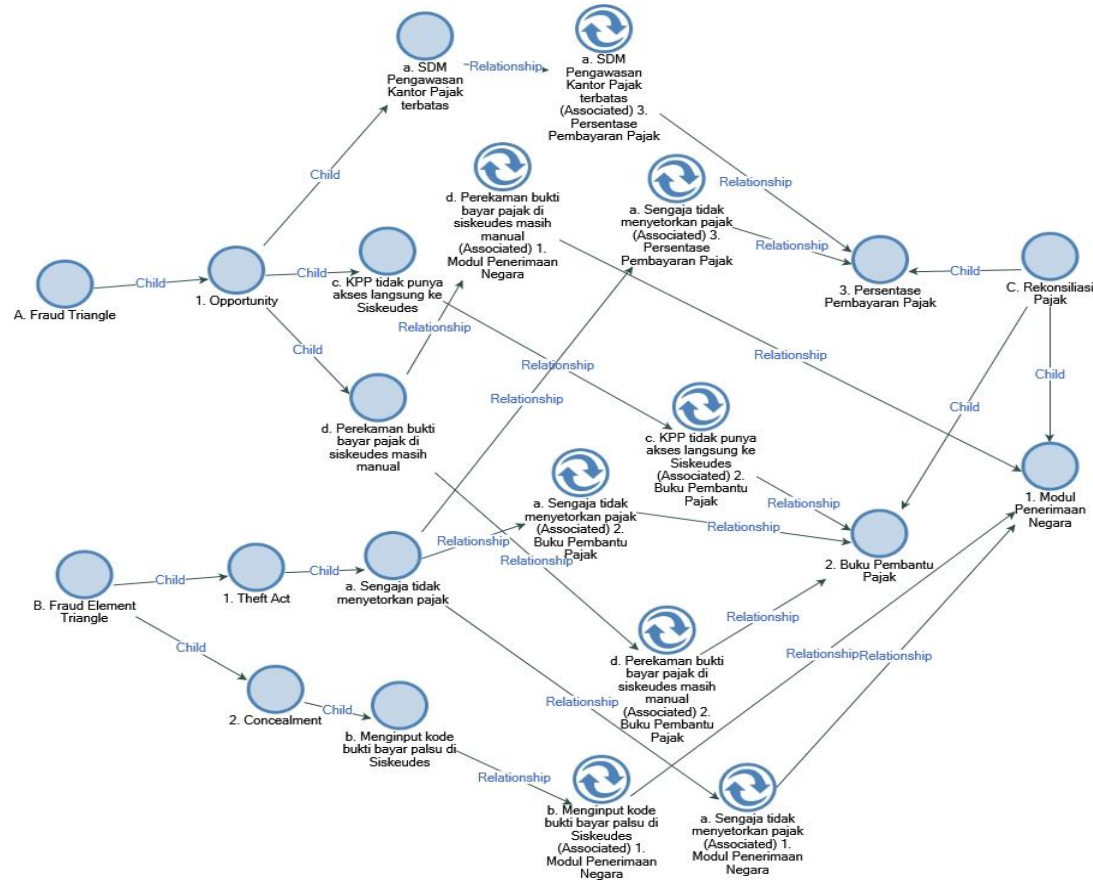 a. SDM
Pengawasan
Kantor Pajak
terbatas
Relationship
a. SDM
Pengawasan
Kantor Pajak
terbatas
(Associated) 3.
Persentase
Pembayaran Pajak
Child
d. Perekaman bukti
bayar pajak di
siskeudes masih
manual
(Associated) 1.
Modul Penerimaan
Negara
Relationship
a. Sengaja tidak
menyetorkan pajak
(Associated) 3.
Persentase
Pembayaran Pajak
Relationship
A. Fraud Triangle
Child
1. Opportunity
Child
c. KPP tidak punya
akses langsung ke
Siskeudes
3. Persentase
Pembayaran Pajak
Child
C. Rekonsiliasi
Pajak
Child
Relationship
d. Perekaman bukti
bayar pajak di
siskeudes masih
manual
Relationship
Relationship
Relationship
Child
Child
c. KPP tidak punya
akses langsung ke
Siskeudes
(Associated) 2.
Buku Pembantu
Pajak
Relationship
1. Modul
Penerimaan
Negara
a. Sengaja tidak
menyetorkan pajak
(Associated) 2.
Buku Pembantu
Pajak
Relationship
2. Buku Pembantu
Pajak
B. Fraud Element
Triangle
Child
1. Theft Act
Child
a. Sengaja tidak
menyetorkan pajak
Relationship
Relationship
Child
2. Concealment
Child
b. Menginput kode
bukti bayar palsu di
Siskeudes
d. Perekaman bukti
bayar pajak di
siskeudes masih
manual
(Associated) 2.
Buku Pembantu
Pajak
Relationship
Relationship
Relationship
Relationship
Relationship
b. Menginput kode
bukti bayar palsu di
Siskeudes
(Associated) 1.
Modul Penerimaan
Negara
a. Sengaja tidak
menyetorkan pajak
(Associated) 1.
Modul Penerimaan
Negara